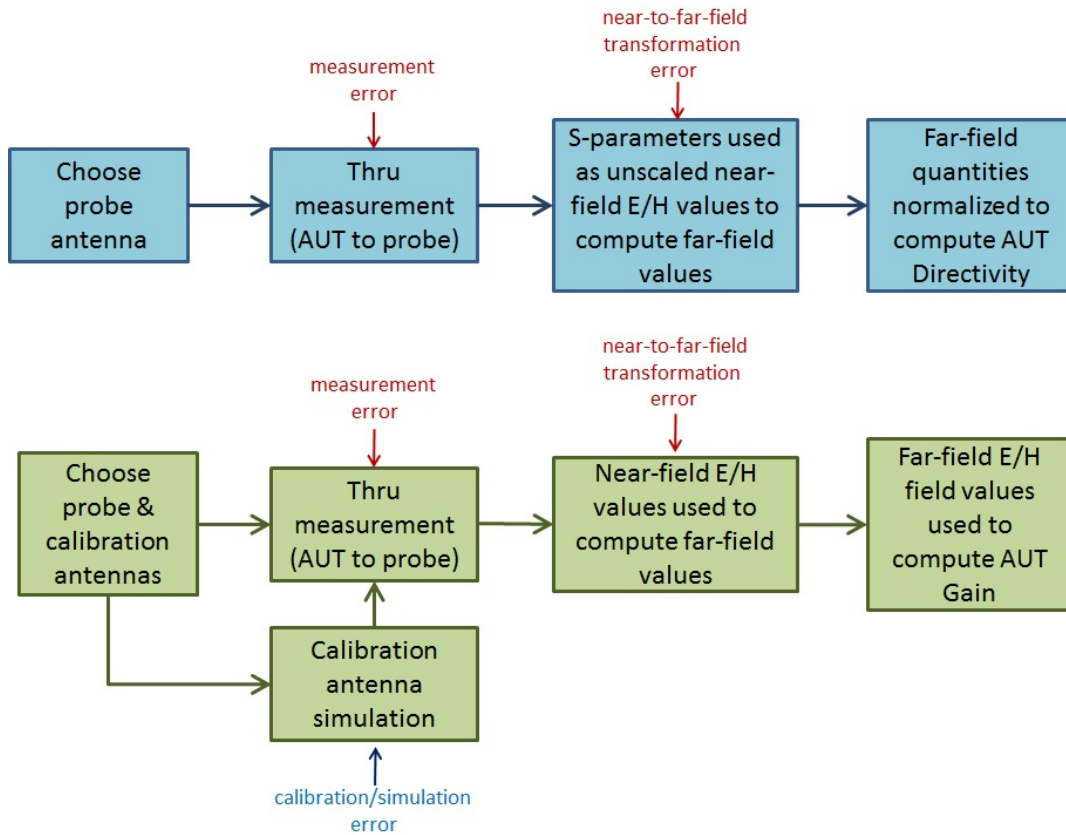 near-to-far-field
transformation
error
measurement
error
Choose
probe
antenna
Thru
measurement
(AUT to probe)
S-parameters used
as unscaled near-
field E/H values to
compute far-field
values
Far-field
quantities
normalized to
compute AUT
Directivity
near-to-far-field
transformation
error
measurement
error
Choose
probe &
calibration
antennas
Thru
measurement
(AUT to probe)
Near-field E/H
values used to
compute far-field
values
Far-field E/H
field values
used to
compute AUT
Gain
Calibration
antenna
simulation
calibration/simulation
error